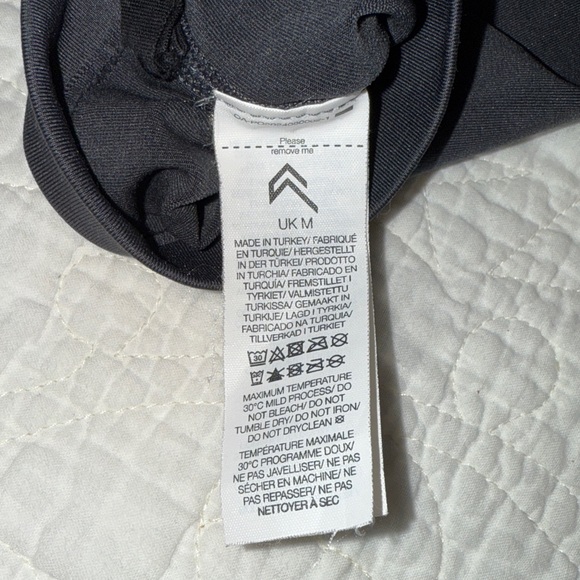 Please
remove me
UK M
MADE IN TURKEY/ FABRIQUÉ
EN TURQUIE/ HERGESTELLT
IN DER TÜRKEI/ PRODOTTO
IN TURCHIA/ FABRICADO EN
TURQUÍA/ FREMSTILLET I
TYRKIET/ VALMISTETTU
TURKISSA/ GEMAAKT IN
TURKIJE/ LAGD I TYRKIA/
FABRICADO NA TURQUIA/
TILLVERKAD I TURKIET
30
MAXIMUM TEMPERATURE
30°C MILD PROCESS/ DO
NOT BLEACH/ DO NOT
TUMBLE DRY/ DO NOT IRON/
DO NOT DRYCLEAN
TEMPÉRATURE MAXIMALE
30°C PROGRAMME DOUX/
NE PAS JAVELLISER/ NE PAS
SÉCHER EN MACHINE/ NE
PAS REPASSER/ NE PAS
NETTOYER À SEC